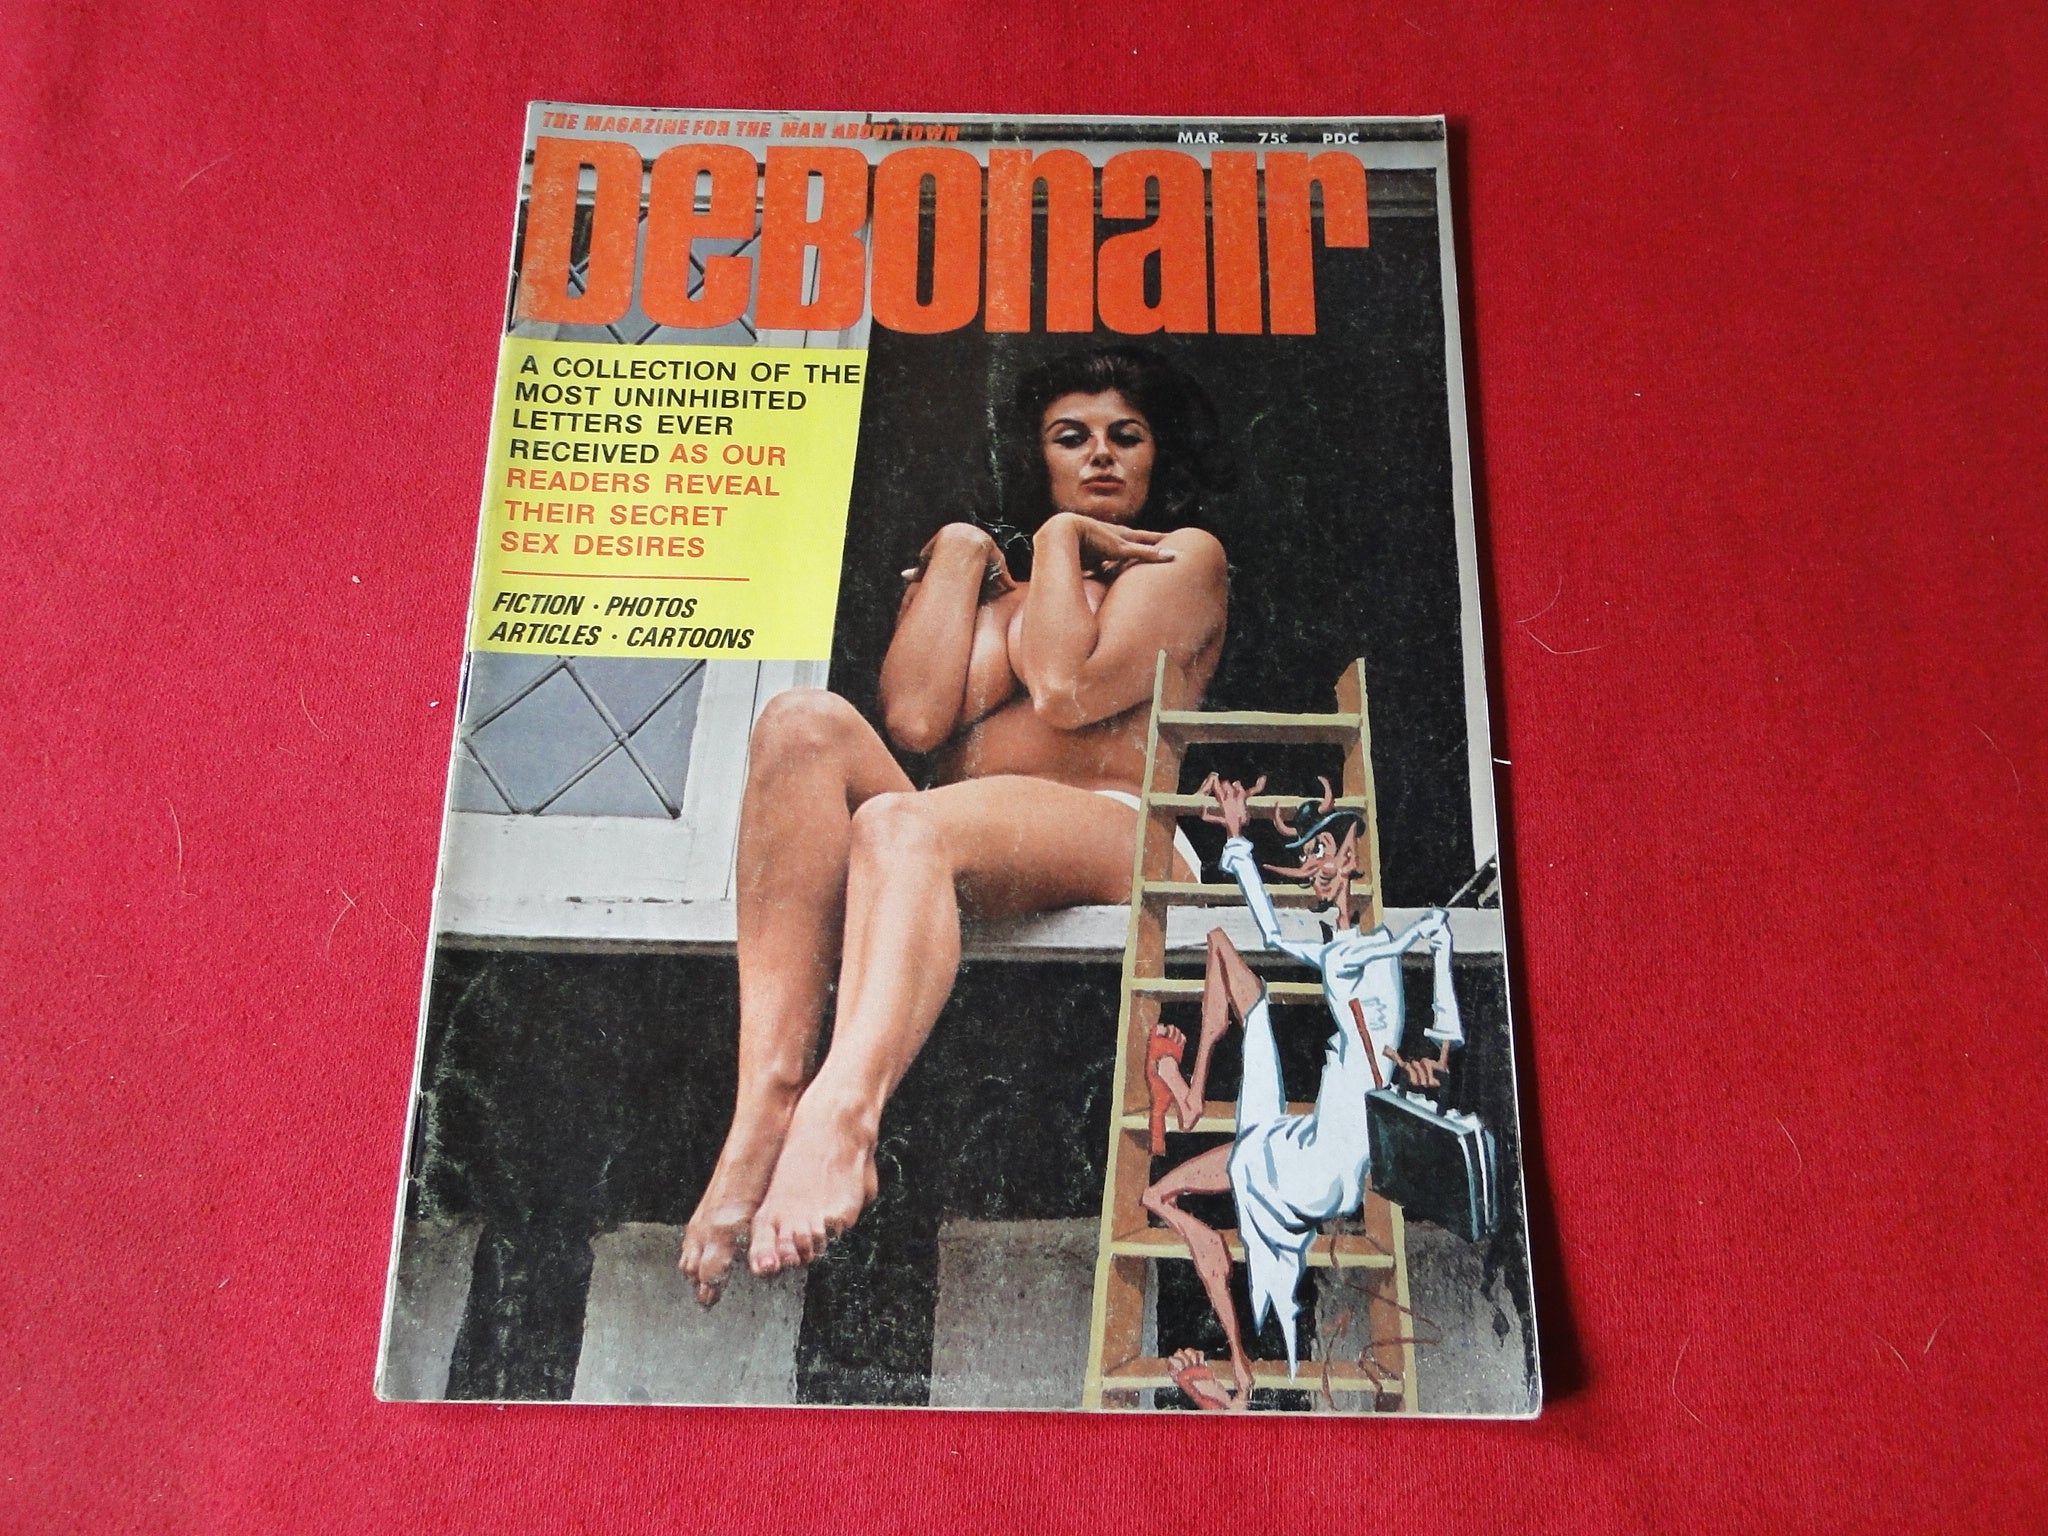 THE MAGAZINE FOR THE MAN ABOUT TOWN
MAR. 75¢ PDC
DEBONAIR
A COLLECTION OF THE
MOST UNINHIBITED
LETTERS EVER
RECEIVED AS OUR
READERS REVEAL
THEIR SECRET
SEX DESIRES
FICTION · PHOTOS
ARTICLES · CARTOONS